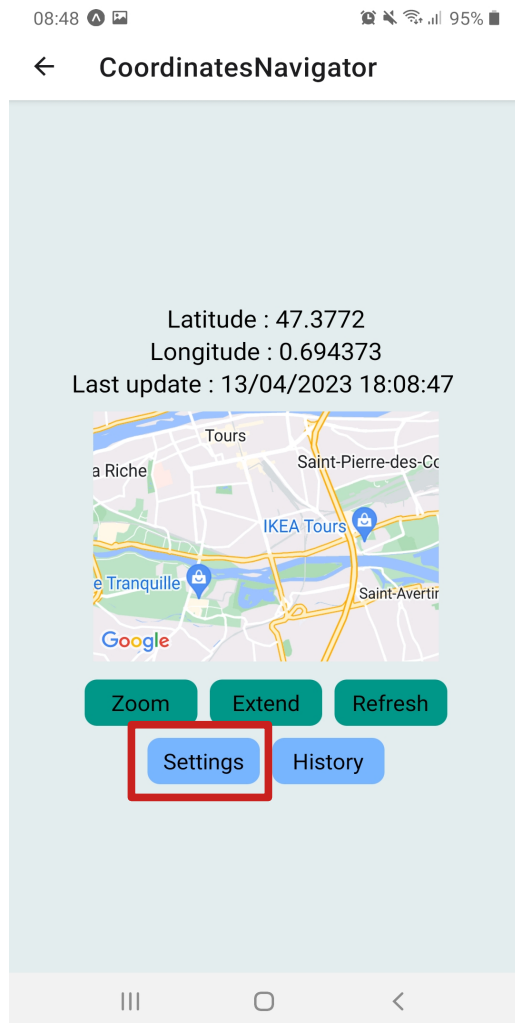 08:48 95%
CoordinatesNavigator
Latitude : 47.3772
Longitude : 0.694373
Last update : 13/04/2023 18:08:47
Tours
a Riche
Saint-Pierre-des-Co
IKEA Tours
e Tranquille
Saint-Avertir
Google
Zoom Extend Refresh
Settings History